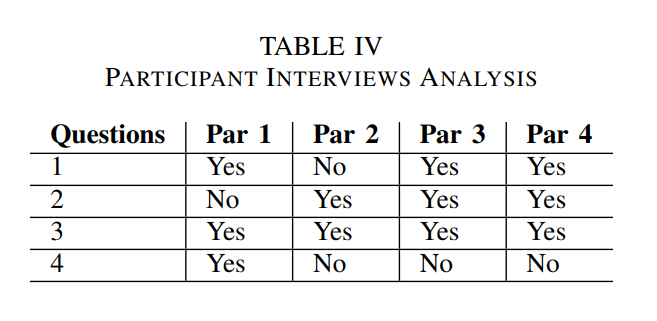 TABLE IV
PARTICIPANT INTERVIEWS ANALYSIS
Questions Par 1 Par 2 Par 3 Par 4
1 Yes No Yes Yes
2 No Yes Yes Yes
3 Yes Yes Yes Yes
4 Yes No No No